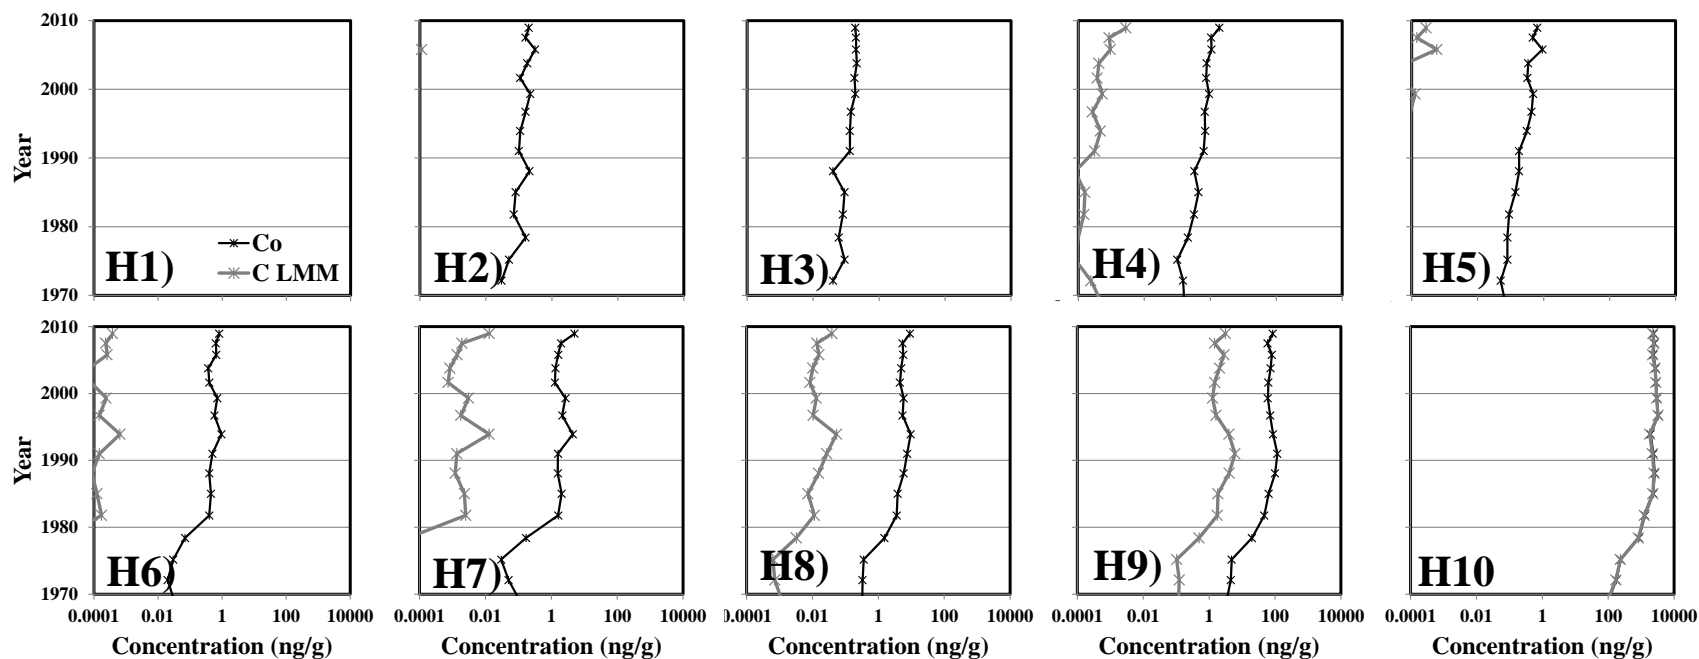 2010
2000
1990
1980
1970
Year
Co
C LMM
H1)
H2)
H3)
H4)
H5)
2010
2000
1990
1980
1970
Year
H6)
H7)
H8)
H9)
H10
0.0001 0.01 1 100 10000
0.0001 0.01 1 100 10000
0.0001 0.01 1 100 10000
0.0001 0.01 1 100 10000
0.0001 0.01 1 100 10000
Concentration (ng/g)
Concentration (ng/g)
Concentration (ng/g)
Concentration (ng/g)
Concentration (ng/g)